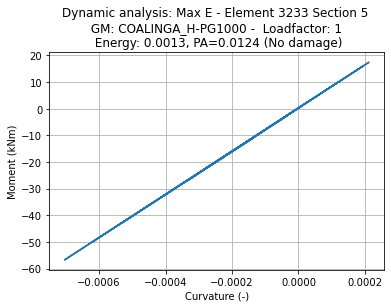 Dynamic analysis: Max E - Element 3233 Section 5
GM: COALINGA_H-PG1000 -  Loadfactor: 1
Energy: 0.0013, PA=0.0124 (No damage)
20
10
0
−10
−20
−30
−40
−50
−60
Moment (kNm)
−0.0006 −0.0004 −0.0002 0.0000 0.0002
Curvature (-)